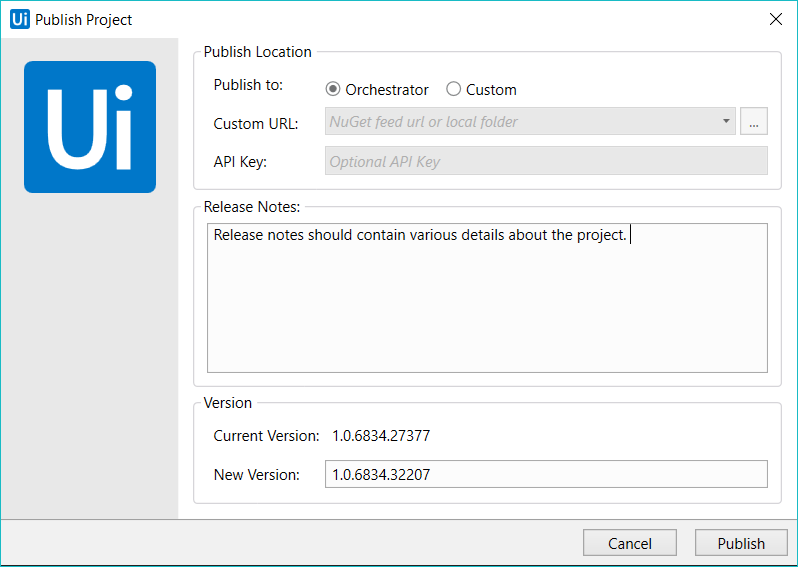 Ui Publish Project
Ui
Publish Location
Publish to: Orchestrator Custom
Custom URL: NuGet feed url or local folder ...
API Key: Optional API Key
Release Notes:
Release notes should contain various details about the project.
Version
Current Version: 1.0.6834.27377
New Version: 1.0.6834.32207
Cancel Publish